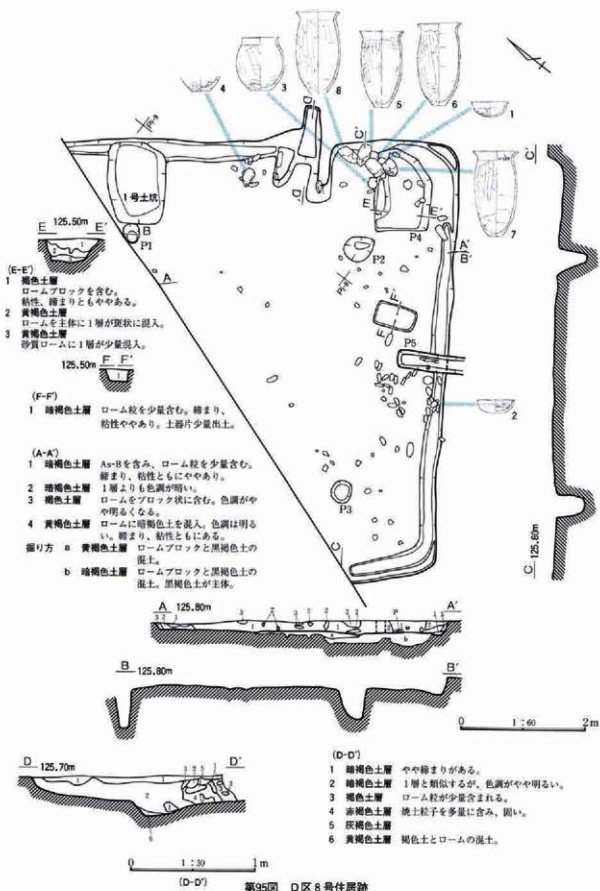 4
3
8
5
6
1
7
1号土坑
B
P1
A
D
D'
C'
E
E'
P4
A'
B'
P2
F
F'
P5
2
P3
C
C'
C 125.80m
E 125.50m E'
(E-E')
1 褐色土層
ロームブロックを含む。
粘性、締まりともややある。
2 黄褐色土層
ロームを主体に1層が斑状に混入。
3 黄褐色土層
砂質ロームに1層が少量混入。
125.50m F F'
(F-F')
1 暗褐色土層 ローム粒を少量含む。締まり、
粘性ややあり。土器片少量出土。
(A-A')
1 暗褐色土層 As-Bを含み、ローム粒を少量含む。
締まり、粘性ともにややあり。
2 暗褐色土層 1層よりも色調が暗い。
3 褐色土層 ロームをブロック状に含む。色調がや
や明るくなる。
4 黄褐色土層 ロームに暗褐色土を混入。色調は明る
い。締まり、粘性ともにある。
掘り方 a 黄褐色土層 ロームブロックと黒褐色土の
混土。
b 暗褐色土層 ロームブロックと黒褐色土の
混土。黒褐色土が主体。
A 125.80m A'
B 125.80m B'
0 1:60 2m
D 125.70m D'
(D-D')
1 暗褐色土層 やや締まりがある。
2 暗褐色土層 1層と類似するが、色調がやや明るい。
3 褐色土層 ローム粒が少量含まれる。
4 赤褐色土層 焼土粒子を多量に含み、固い。
5 灰褐色土層
6 黄褐色土層 褐色土とロームの混土。
0 1:30 1m
(D-D')
第95図 D区8号住居跡